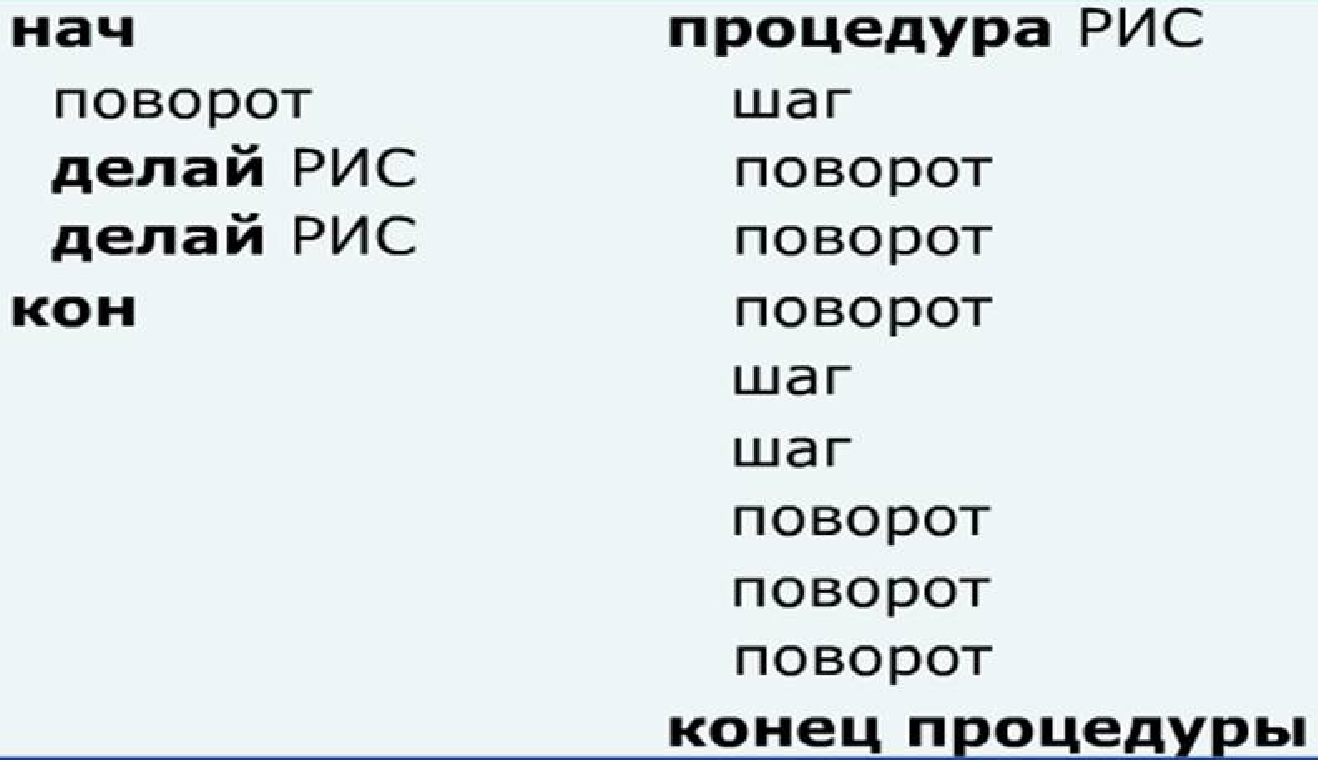 нач
поворот
делай РИС
делай РИС
кон
процедура РИС
шаг
поворот
поворот
поворот
шаг
шаг
поворот
поворот
поворот
конец процедуры